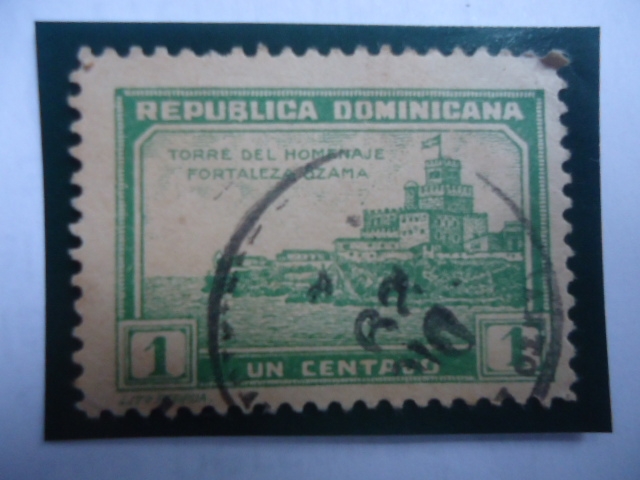 REPUBLICA DOMINICANA
TORRE DEL HOMENAJE
FORTALEZA OZAMA
1 1
UN CENTAVO